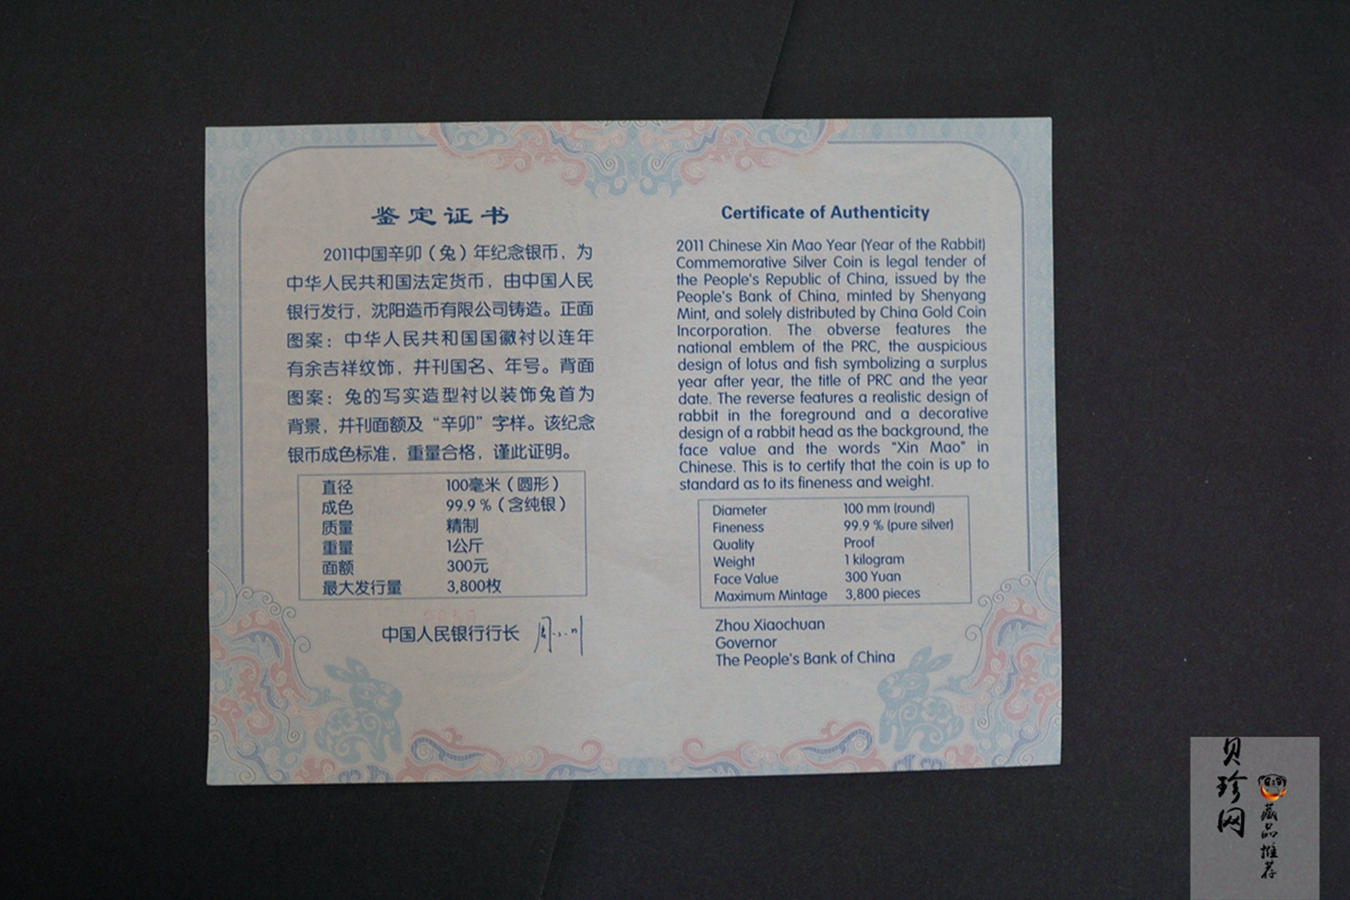 鉴定证书
2011中国辛卯（兔）年纪念银币，为
中华人民共和国法定货币，由中国人民
银行发行，沈阳造币有限公司铸造。正面
图案：中华人民共和国国徽衬以连年
有余吉祥纹饰，并刊国名、年号。背面
图案：兔的写实造型衬以装饰兔首为
背景，并刊面额及“辛卯”字样。该纪念
银币成色标准，重量合格，谨此证明。
直径 100毫米（圆形）
成色 99.9％（含纯银）
质量 精制
重量 1公斤
面额 300元
最大发行量 3,800枚
中国人民银行行长
Certificate of Authenticity
2011 Chinese Xin Mao Year (Year of the Rabbit)
Commemorative Silver Coin is legal tender of
the People's Republic of China, issued by the
People's Bank of China, minted by Shenyang
Mint, and solely distributed by China Gold Coin
Incorporation. The obverse features the
national emblem of the PRC, the auspicious
design of lotus and fish symbolizing a surplus
year after year, the title of PRC and the year
date. The reverse features a realistic design of
rabbit in the foreground and a decorative
design of a rabbit head as the background, the
face value and the words "Xin Mao" in
Chinese. This is to certify that the coin is up to
standard as to its fineness and weight.
Diameter 100 mm (round)
Fineness 99.9 % (pure silver)
Quality Proof
Weight 1 kilogram
Face Value 300 Yuan
Maximum Mintage 3,800 pieces
Zhou Xiaochuan
Governor
The People's Bank of China
贝珍网
藏品推荐